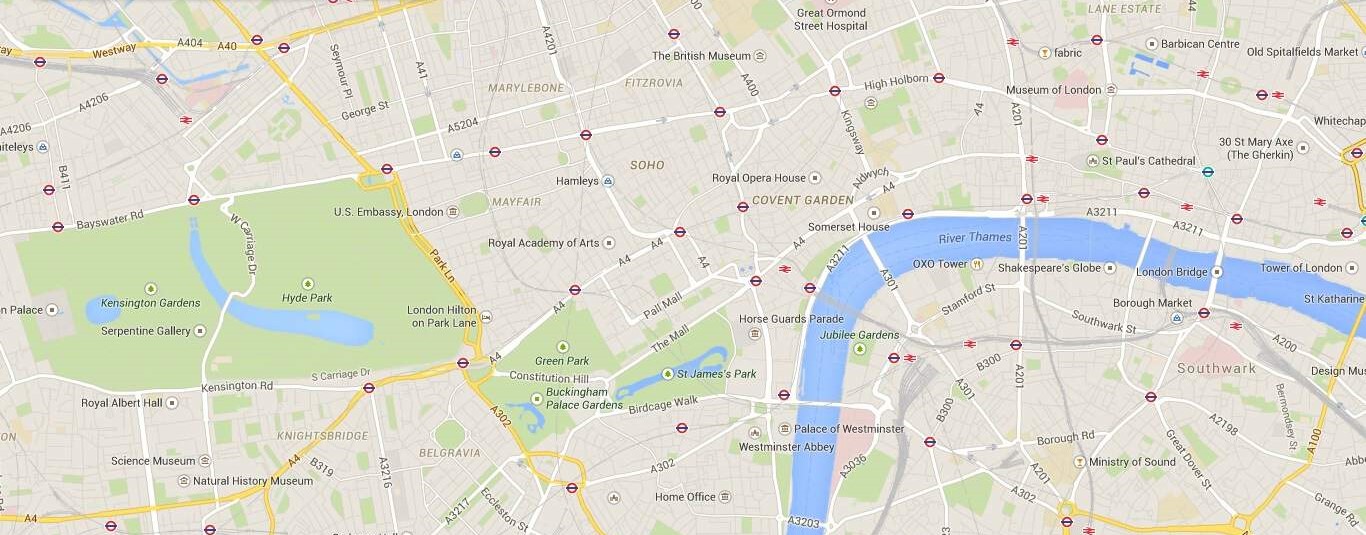 Great Ormond
Street Hospital
LANE ESTATE
A404
A40
Westway
Seymour Pl
A4201
A41
The British Museum
fabric
Barbican Centre
Old Spitalfields Market
FITZROVIA
MARYLEBONE
A400
High Holborn
Museum of London
A4206
George St
A5204
A4
A201
Kingsway
Whitechap
A4206
iteleys
B411
SOHO
30 St Mary Axe
(The Gherkin)
St Paul's Cathedral
Hamleys
Royal Opera House
Aldwych
A4
COVENT GARDEN
MAYFAIR
U.S. Embassy, London
Bayswater Rd
W Carriage Dr
Somerset House
A3211
A3211
Royal Academy of Arts
A4
A4
A4
A4
A3211
A201
River Thames
Park Ln
OXO Tower
Shakespeare's Globe
London Bridge
Tower of London
A301
Kensington Gardens
Hyde Park
n Palace
Pall Mall
A4
Stamford St
Borough Market
St Katharine
London Hilton
on Park Lane
Horse Guards Parade
Southwark St
Serpentine Gallery
The Mall
Jubilee Gardens
A200
A4
Green Park
B300
Southwark
Design Mus
St James's Park
S Carriage Dr
Constitution Hill
Kensington Rd
Buckingham
Palace Gardens
A301
A201
Royal Albert Hall
Birdcage Walk
B300
Bermondsey St
A302
A2198
Palace of Westminster
Westminster Abbey
ON
KNIGHTSBRIDGE
BELGRAVIA
Borough Rd
A100
Great Dover St
Science Museum
A4
B319
A3216
A302
A3036
Ministry of Sound
Abbe
Natural History Museum
A201
A302
Home Office
Eccleston St
A3217
A3203
Grange Rd
A4